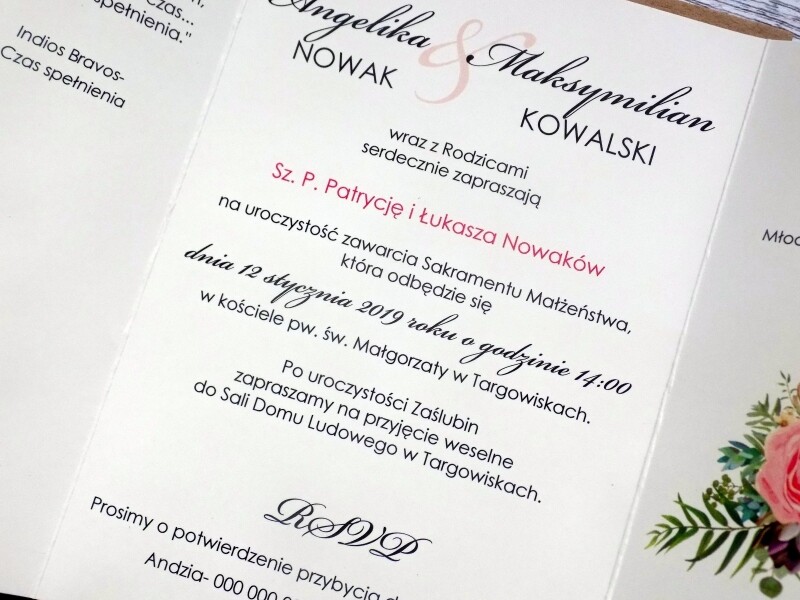 Czas...
spełnienia."
Indios Bravos-
Czas spełnienia
Angelika & Maksymilian
NOWAK KOWALSKI
wraz z Rodzicami
serdecznie zapraszają
Sz. P. Patrycję i Łukasza Nowaków
na uroczystość zawarcia Sakramentu Małżeństwa,
która odbędzie się
dnia 12 stycznia 2019 roku o godzinie 14:00
w kościele pw. św. Małgorzaty w Targowiskach.
Po uroczystości Zaślubin
zapraszamy na przyjęcie weselne
do Sali Domu Ludowego w Targowiskach.
RSVP
Prosimy o potwierdzenie przybycia
Andzia- 000 000